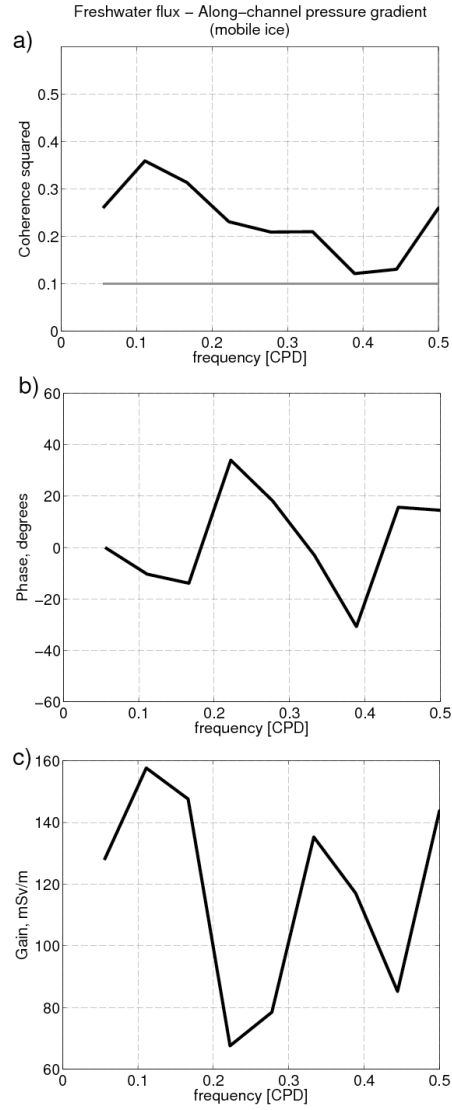 Freshwater flux − Along−channel pressure gradient
(mobile ice)
a)
Coherence squared
0.5
0.4
0.3
0.2
0.1
0
0 0.1 0.2 0.3 0.4 0.5
frequency [CPD]
b)
Phase, degrees
60
40
20
0
−20
−40
−60
0 0.1 0.2 0.3 0.4 0.5
frequency [CPD]
c)
Gain, mSv/m
160
140
120
100
80
60
0 0.1 0.2 0.3 0.4 0.5
frequency [CPD]